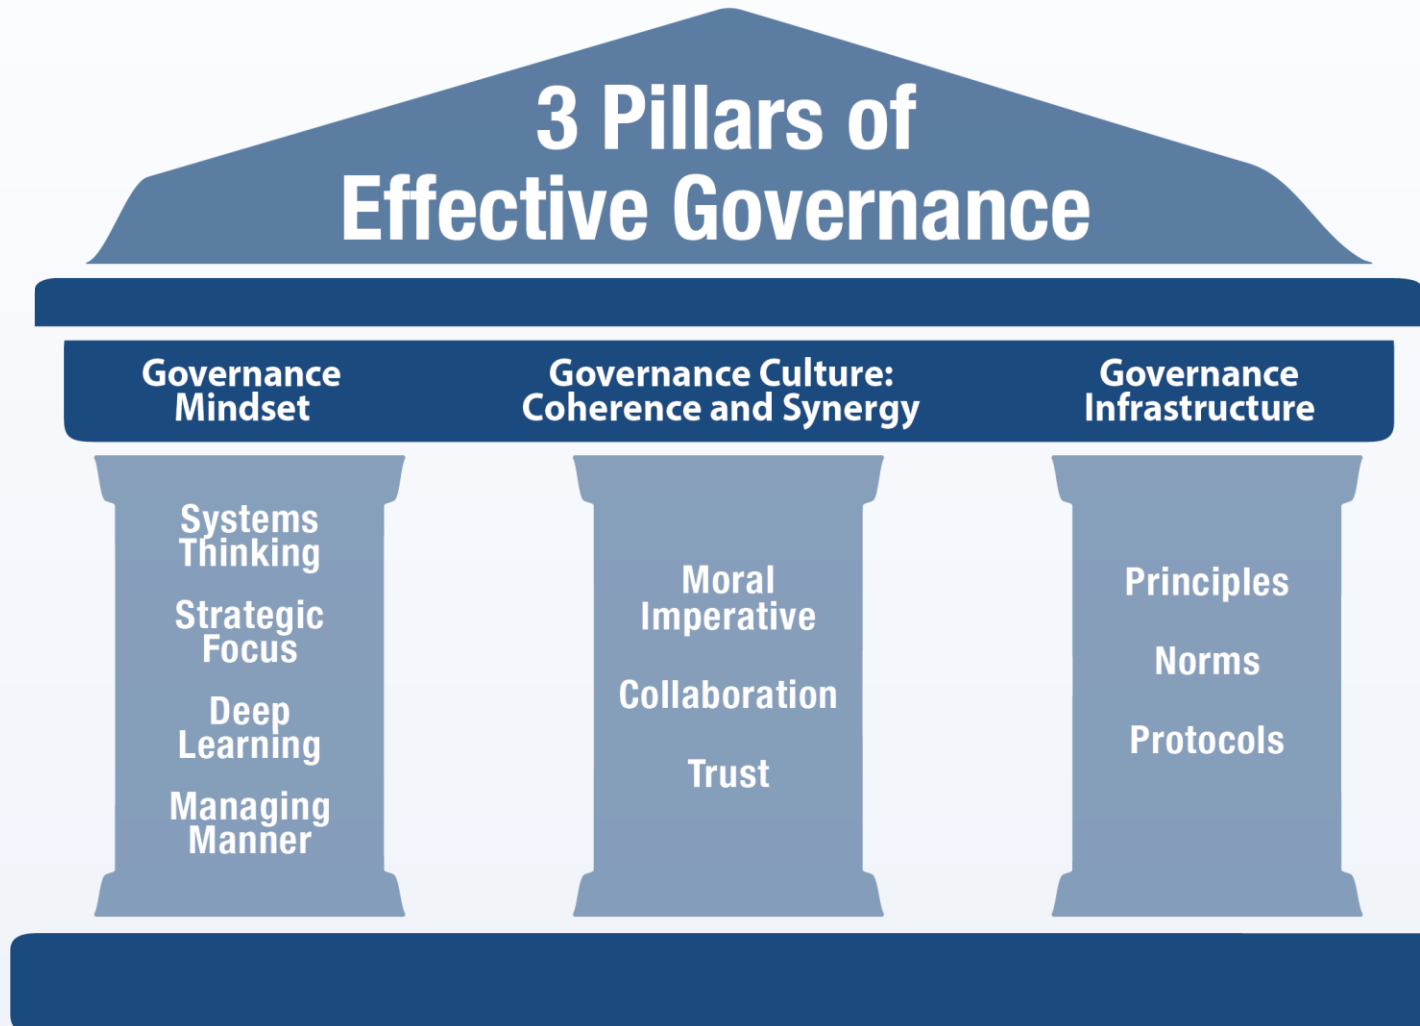 3 Pillars of
Effective Governance
Governance
Mindset
Governance Culture:
Coherence and Synergy
Governance
Infrastructure
Systems
Thinking
Strategic
Focus
Deep
Learning
Managing
Manner
Moral
Imperative
Collaboration
Trust
Principles
Norms
Protocols